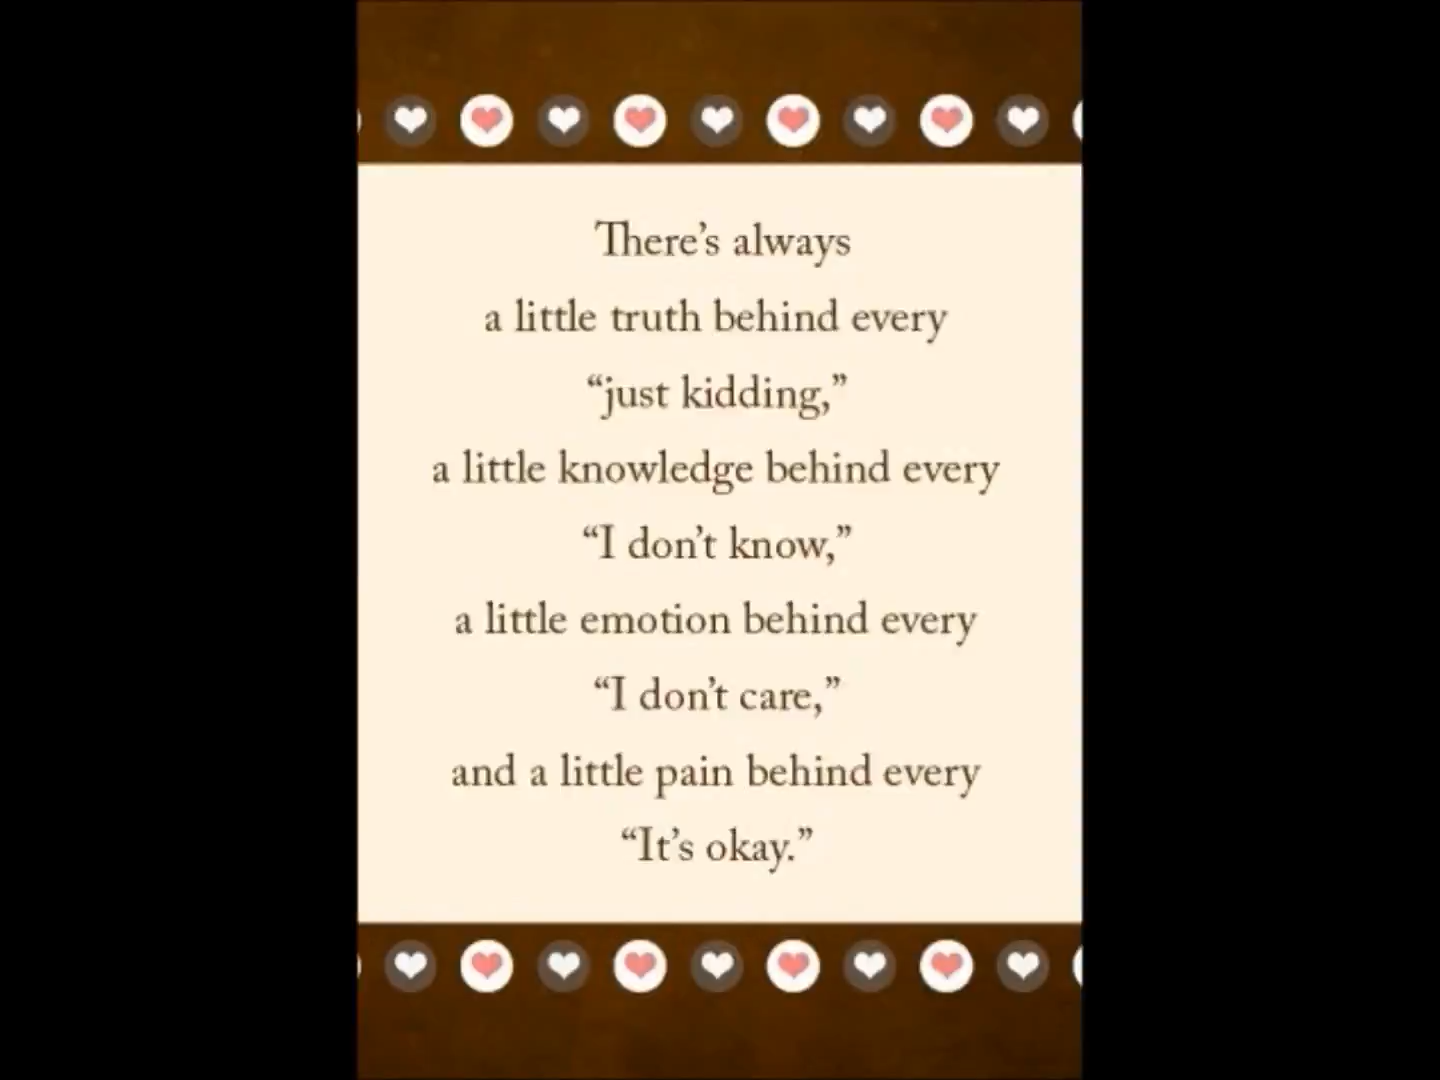 There’s always
a little truth behind every
“just kidding,”
a little knowledge behind every
“I don’t know,”
a little emotion behind every
“I don’t care,”
and a little pain behind every
“It’s okay.”